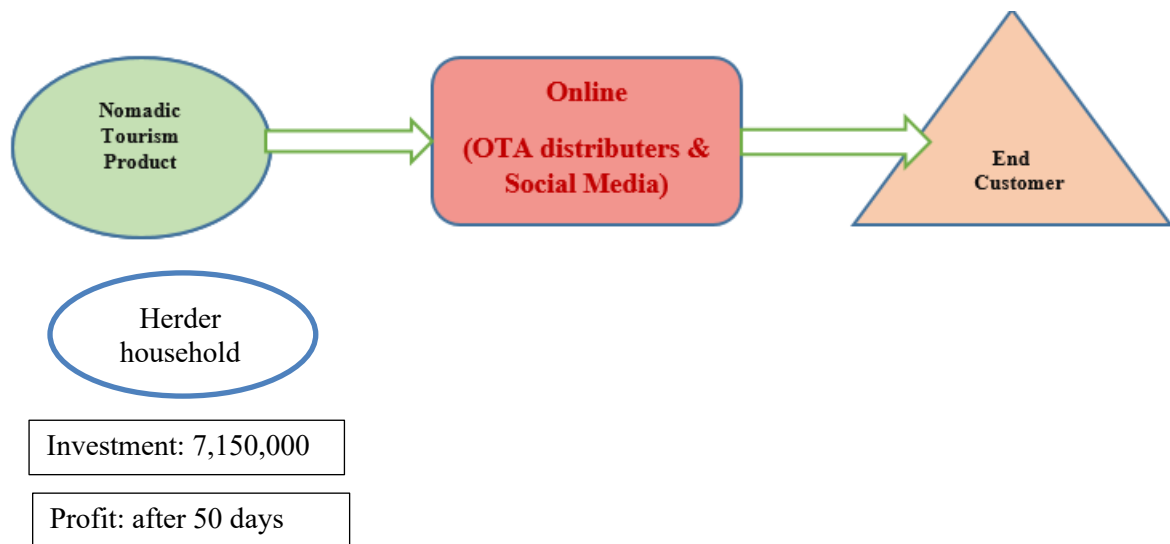 Nomadic
Tourism
Product
Online
(OTA distributers &
Social Media)
End
Customer
Herder
household
Investment: 7,150,000
Profit: after 50 days